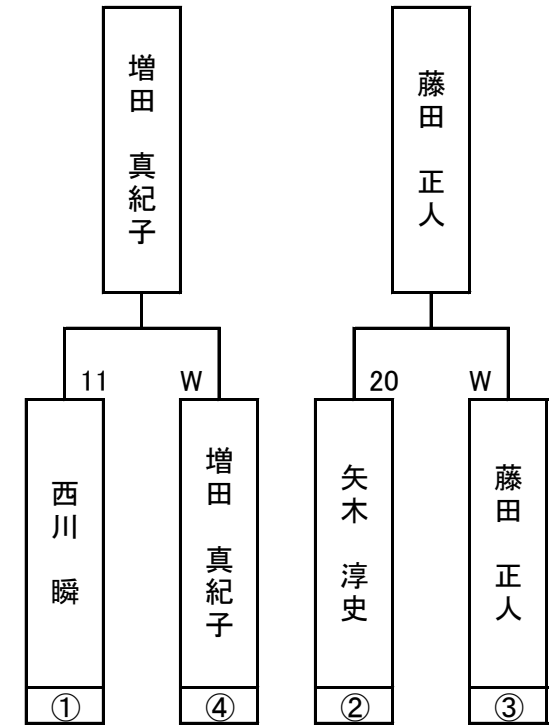 増田 真紀子
藤田 正人
11 W
20 W
西川 瞬
増田 真紀子
矢木 淳史
藤田 正人
① ④ ② ③